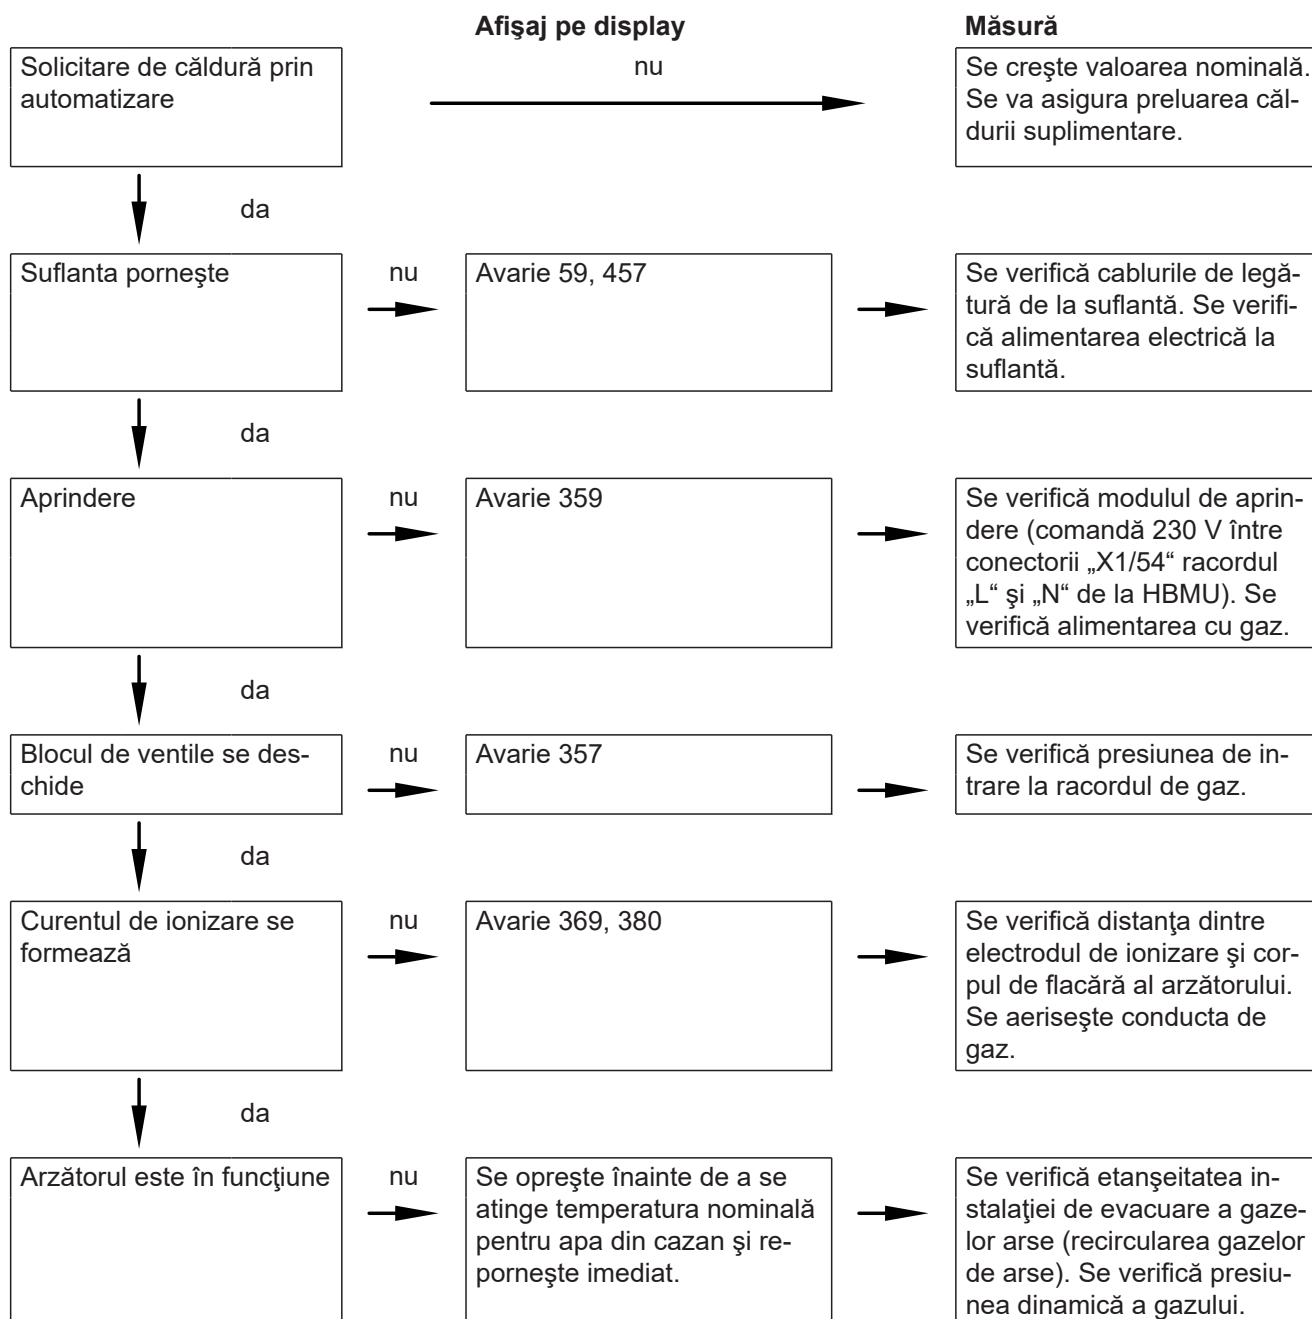 Afişaj pe display
Măsură
Solicitare de căldură prin
automatizare
nu
Se creşte valoarea nominală.
Se va asigura preluarea căl-
durii suplimentare.
da
Suflanta porneşte
nu
Avarie 59, 457
Se verifică cablurile de legă-
tură de la suflantă. Se verifi-
că alimentarea electrică la
suflantă.
da
Aprindere
nu
Avarie 359
Se verifică modulul de aprin-
dere (comandă 230 V între
conectorii „X1/54“ racordul
„L“ şi „N“ de la HBMU). Se
verifică alimentarea cu gaz.
da
Blocul de ventile se des-
chide
nu
Avarie 357
Se verifică presiunea de in-
trare la racordul de gaz.
da
Curentul de ionizare se
formează
nu
Avarie 369, 380
Se verifică distanţa dintre
electrodul de ionizare şi cor-
pul de flacără al arzătorului.
Se aeriseşte conducta de
gaz.
da
Arzătorul este în funcţiune
nu
Se opreşte înainte de a se
atinge temperatura nominală
pentru apa din cazan şi re-
porneşte imediat.
Se verifică etanşeitatea in-
stalaţiei de evacuare a gaze-
lor arse (recircularea gazelor
de arse). Se verifică presiu-
nea dinamică a gazului.